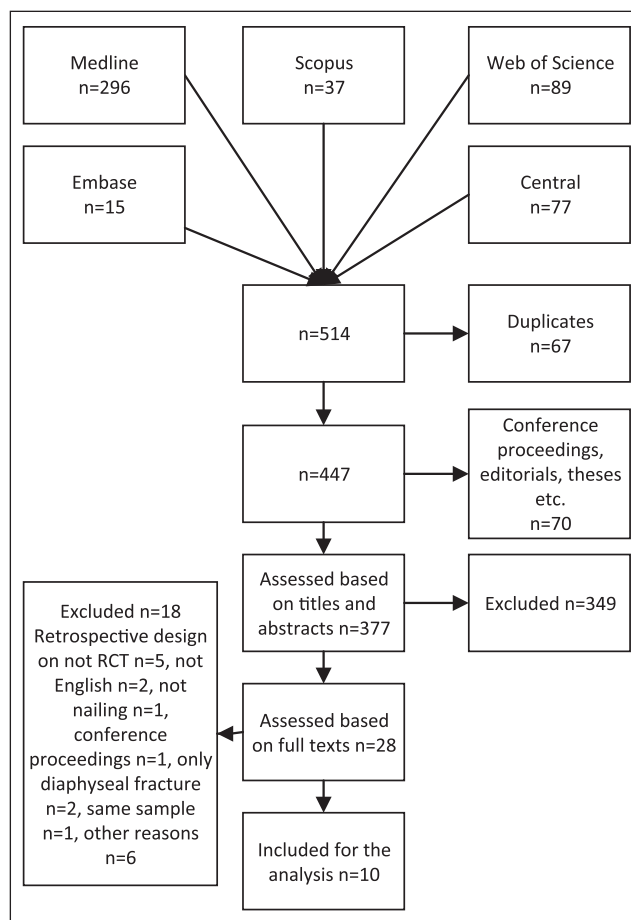 Medline
n=296
Scopus
n=37
Web of Science
n=89
Embase
n=15
Central
n=77
n=514
Duplicates
n=67
n=447
Conference
proceedings,
editorials, theses
etc.
n=70
Assessed based
on titles and
abstracts n=377
Excluded n=349
Excluded n=18
Retrospective design
on not RCT n=5, not
English n=2, not
nailing n=1,
conference
proceedings n=1, only
diaphyseal fracture
n=2, same sample
n=1, other reasons
n=6
Assessed based
on full texts n=28
Included for the
analysis n=10